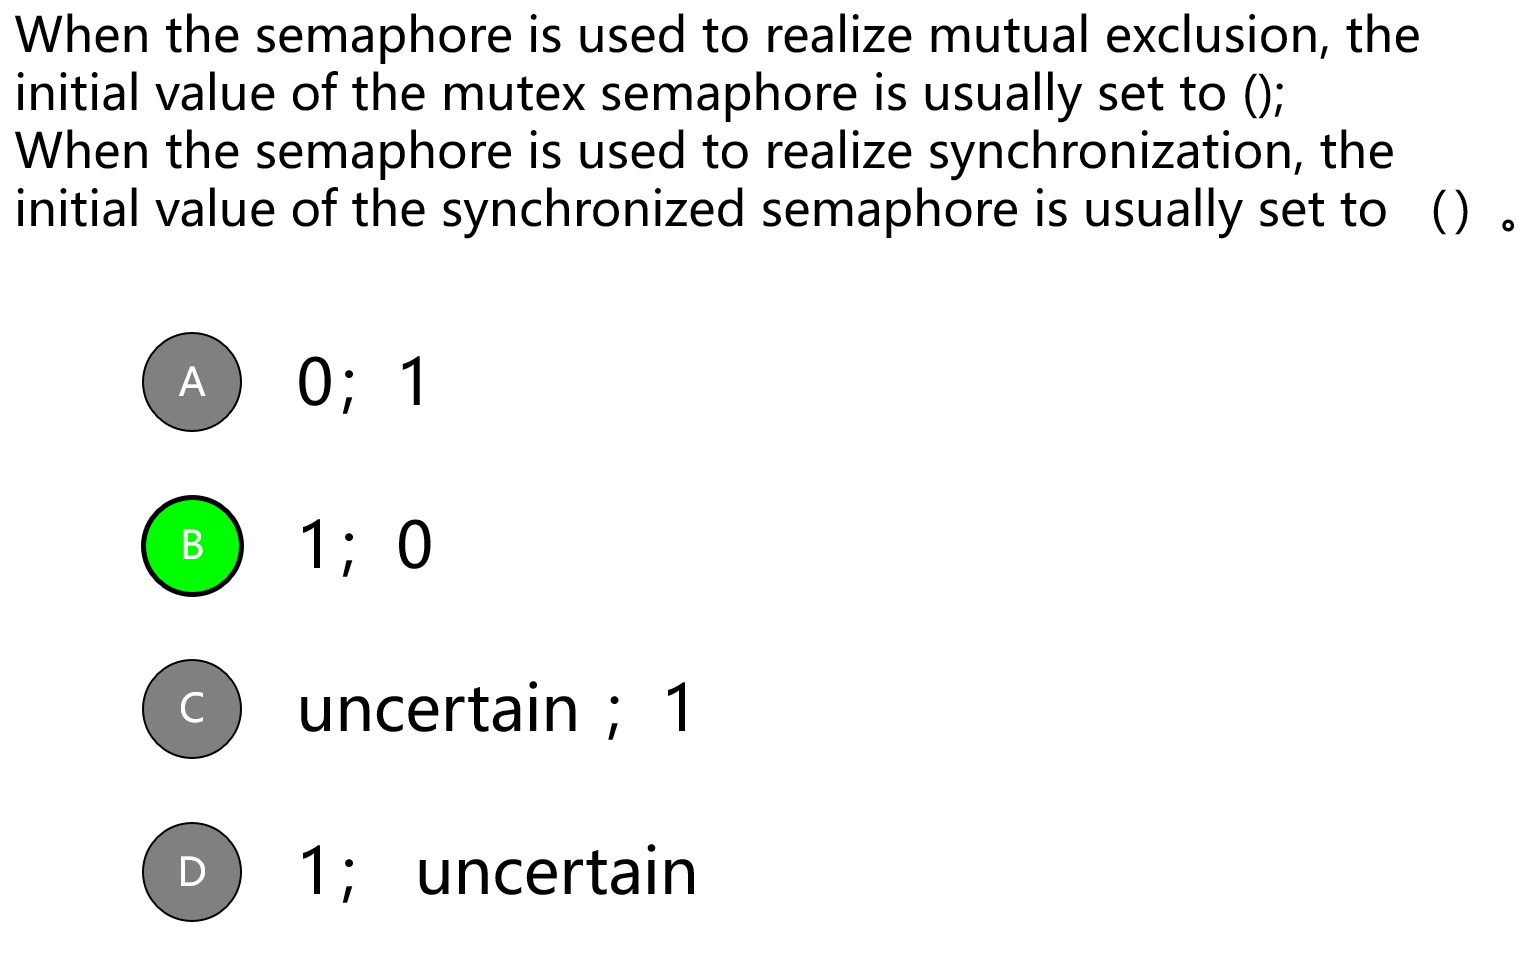 When the semaphore is used to realize mutual exclusion, the
initial value of the mutex semaphore is usually set to ();
When the semaphore is used to realize synchronization, the
initial value of the synchronized semaphore is usually set to （）。
A 0；1
B 1；0
C uncertain；1
D 1； uncertain